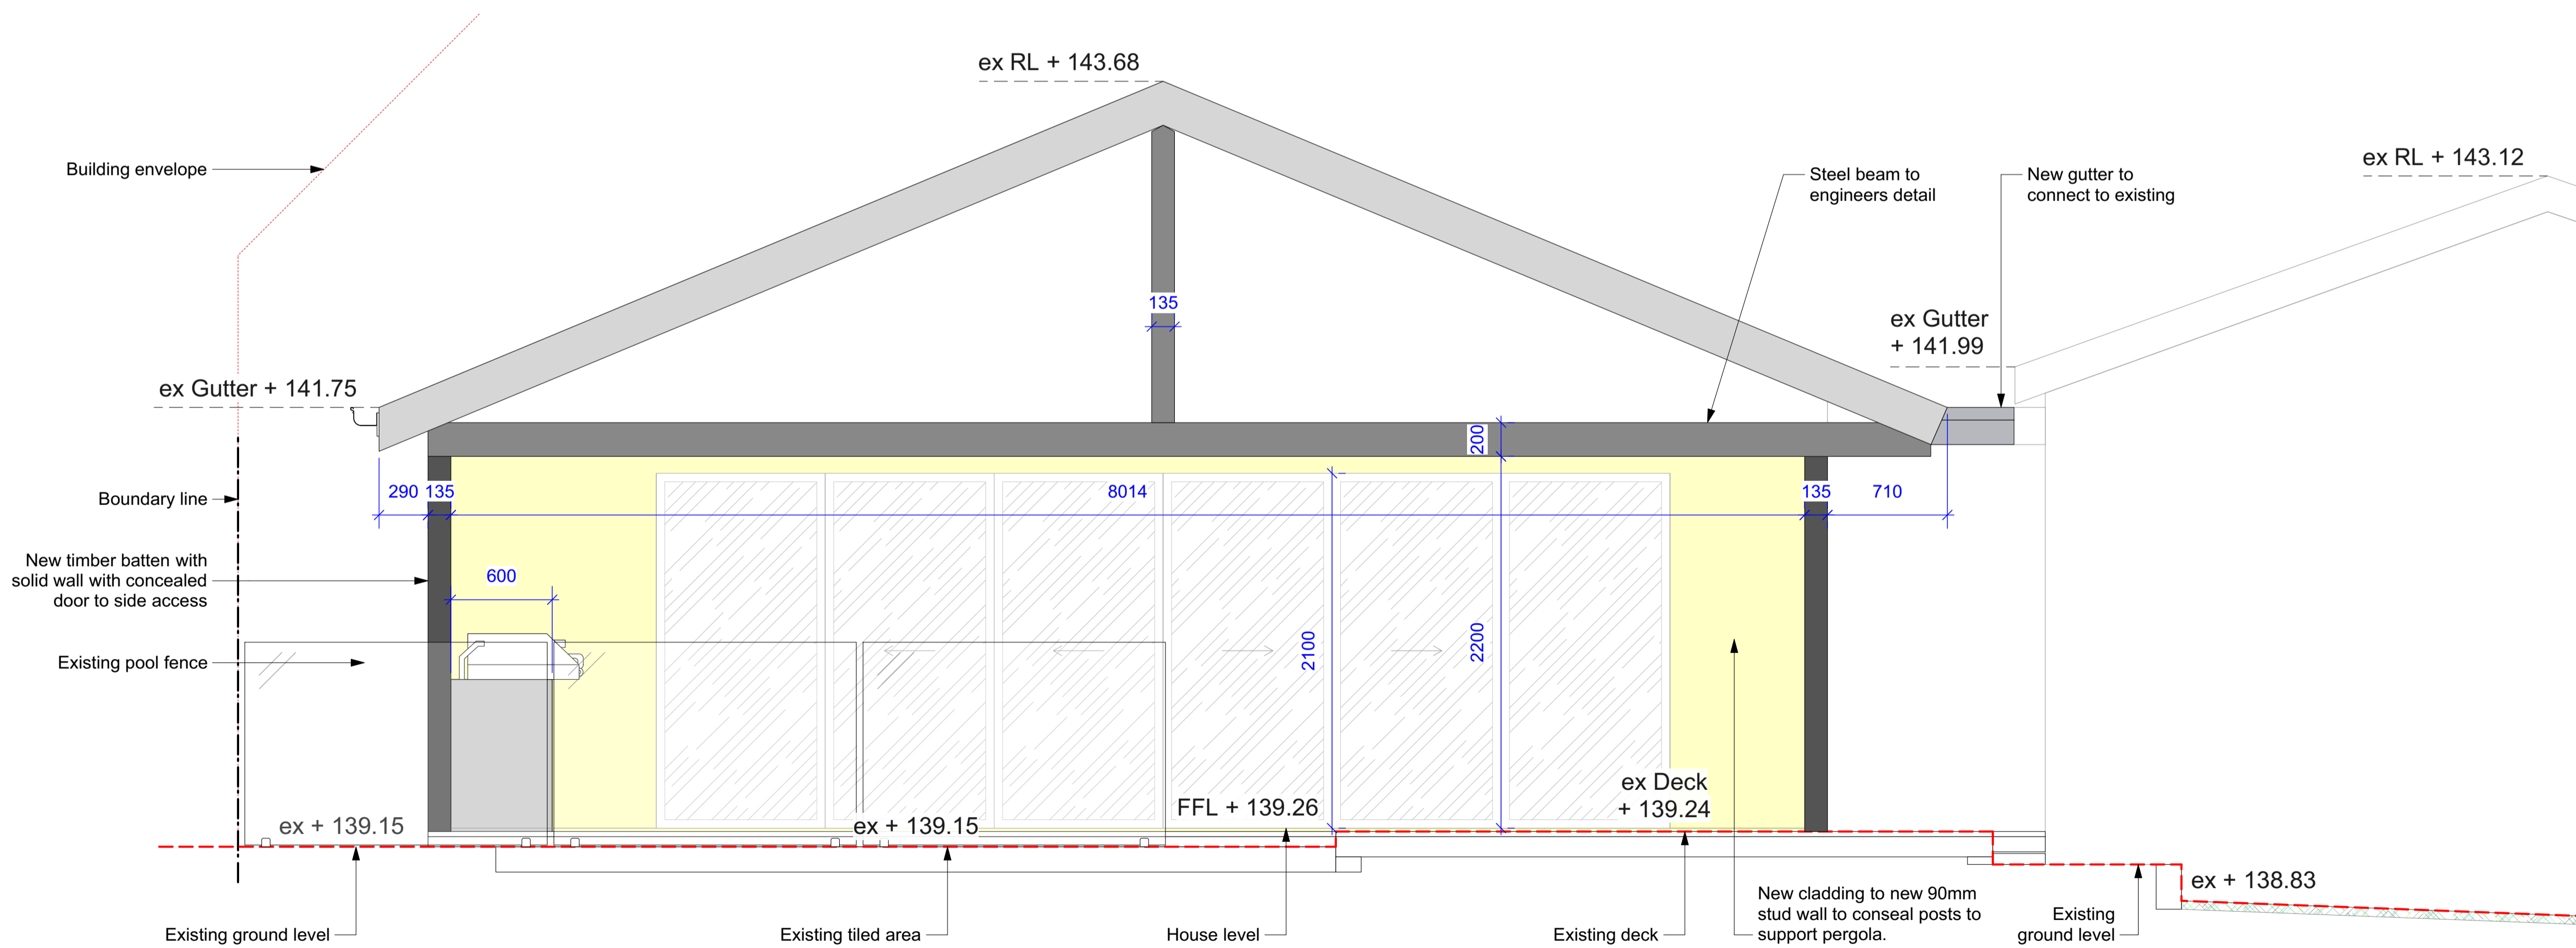 ex RL + 143.68
Building envelope
Steel beam to
engineers detail
New gutter to
connect to existing
ex RL + 143.12
135
ex Gutter
+ 141.99
ex Gutter + 141.75
200
290
135
8014
135
710
Boundary line
New timber batten with
solid wall with concealed
door to side access
600
2100
2200
Existing pool fence
ex Deck
+ 139.24
FFL + 139.26
ex + 139.15
ex + 139.15
ex + 138.83
New cladding to new 90mm
stud wall to conseal posts to
support pergola.
Existing ground level
Existing tiled area
House level
Existing deck
Existing
ground level